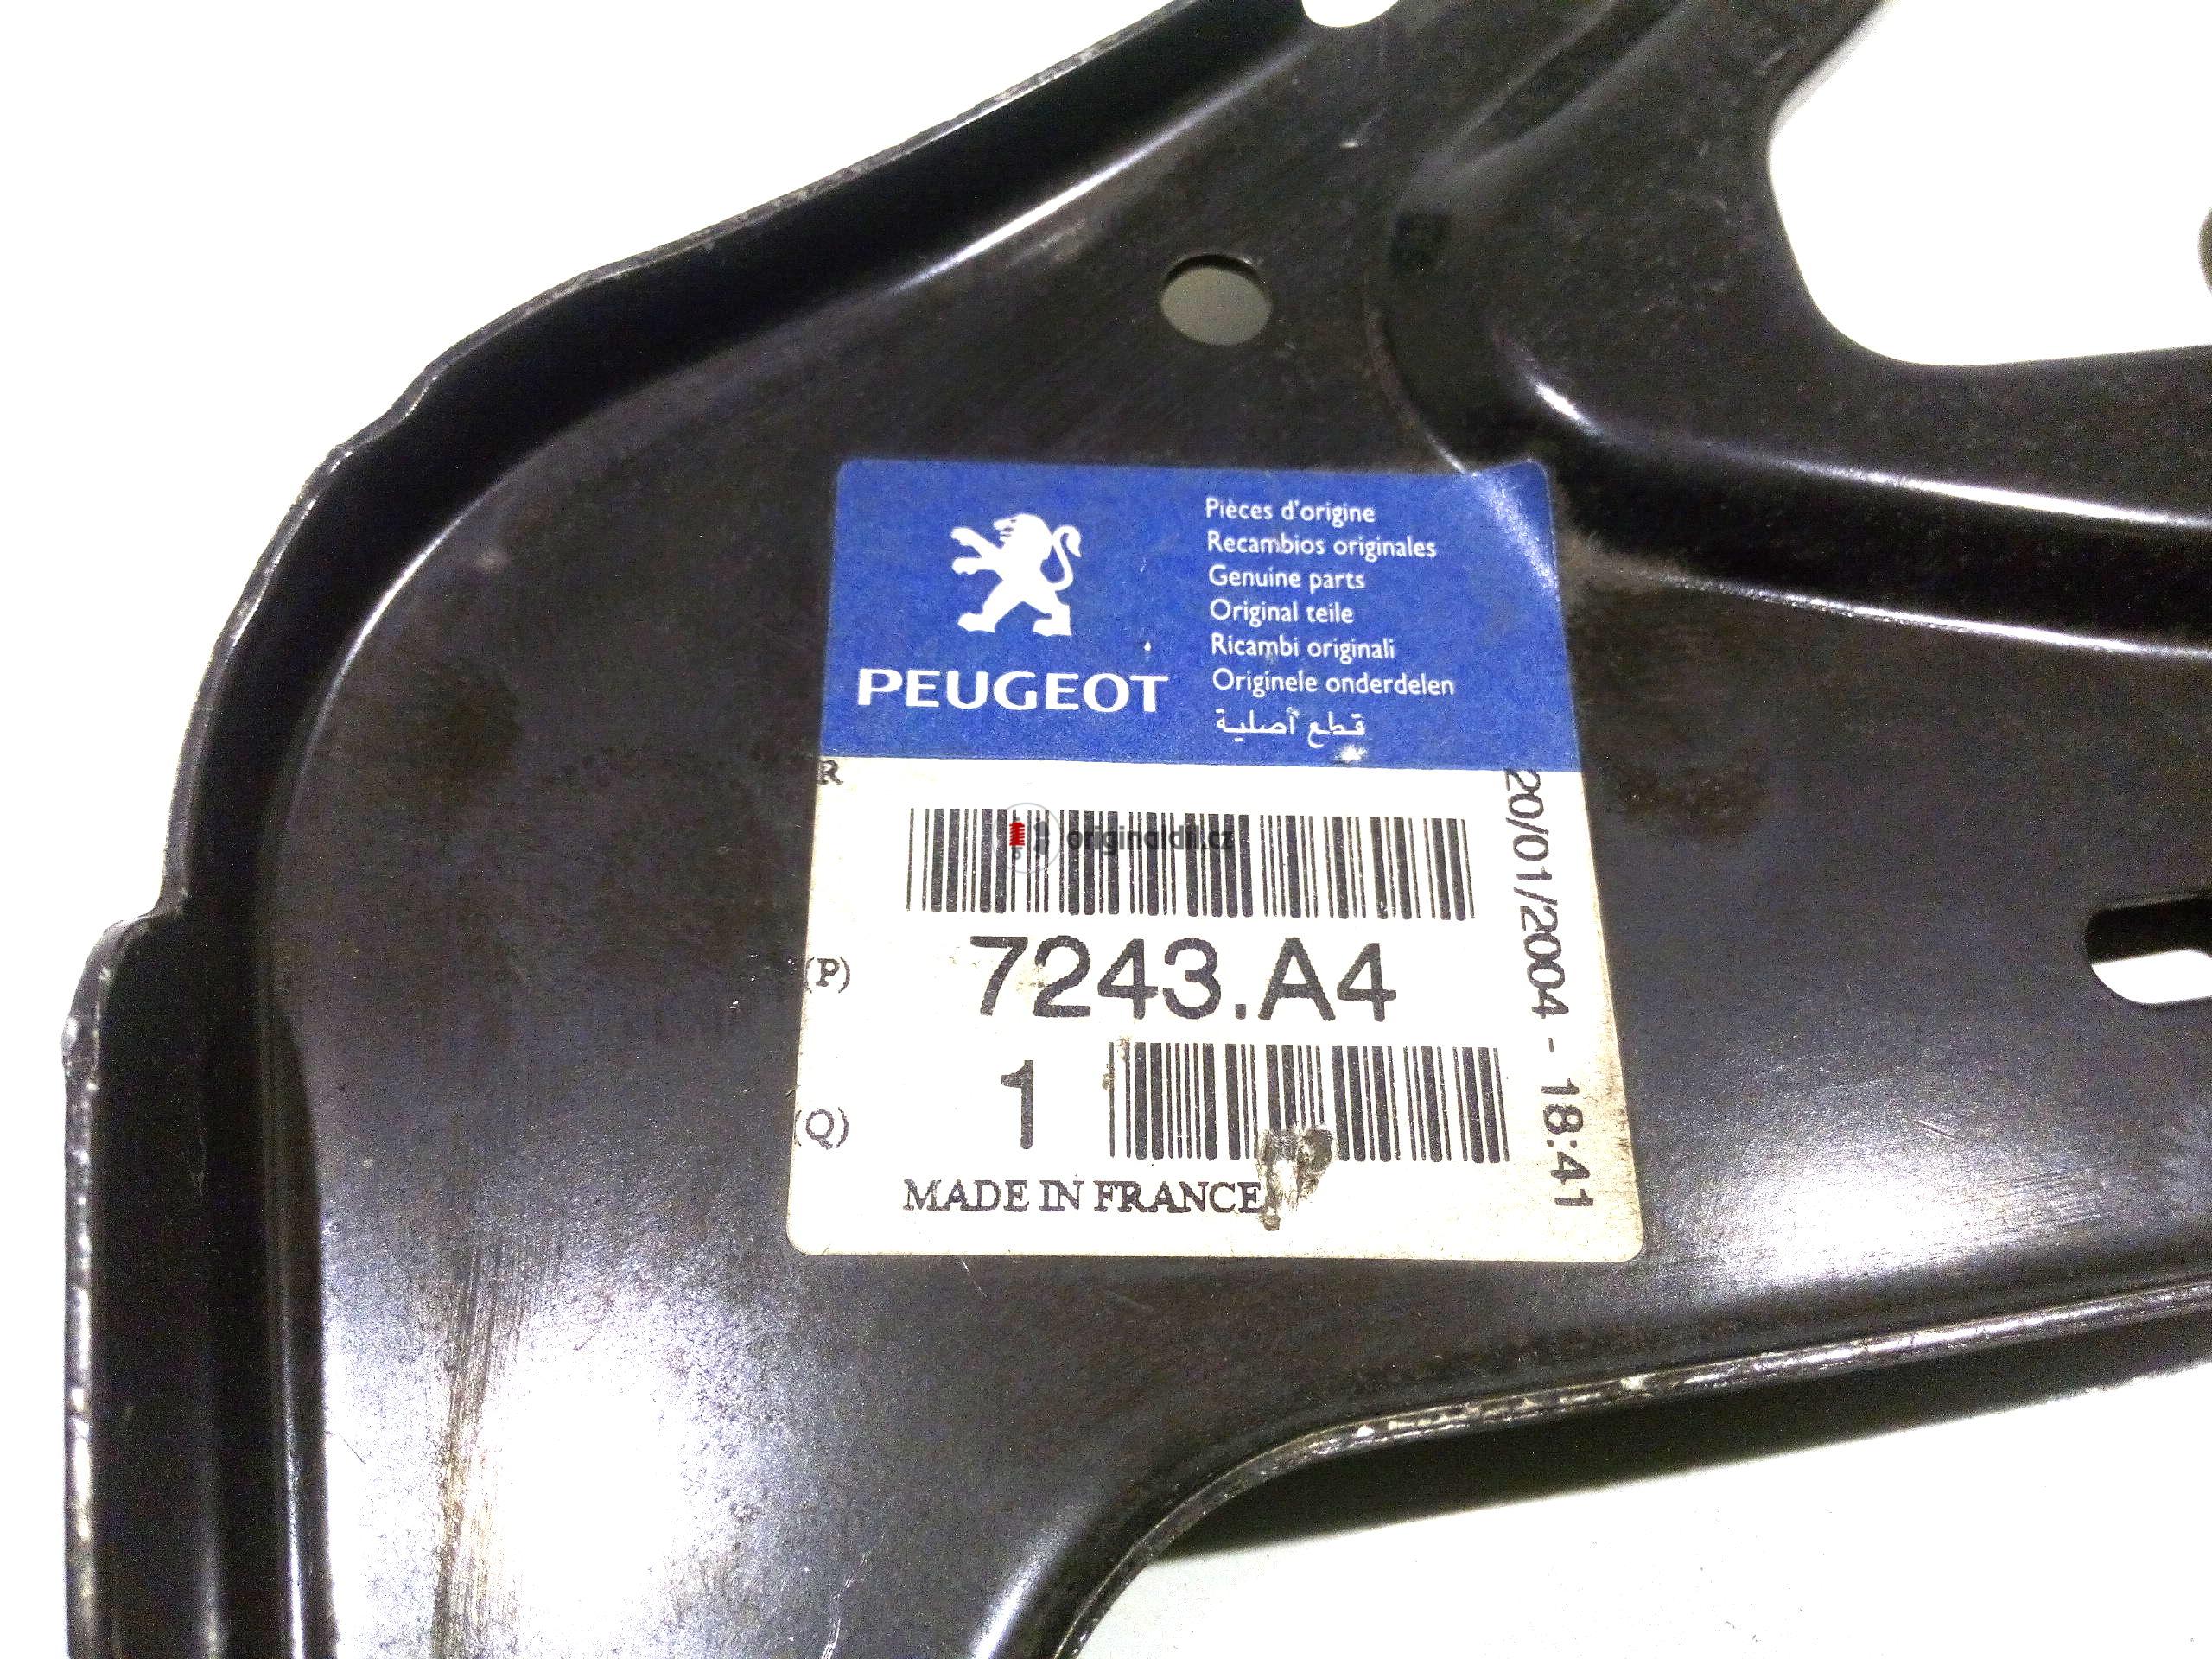 Pièces d'origine
Recambios originales
Genuine parts
Original teile
Ricambi originali
Originele onderdelen
قطع أصلية
PEUGEOT
R
originaldil.cz
(P) 7243.A4
(Q) 1
MADE IN FRANCE
20/01/2004 - 18:41